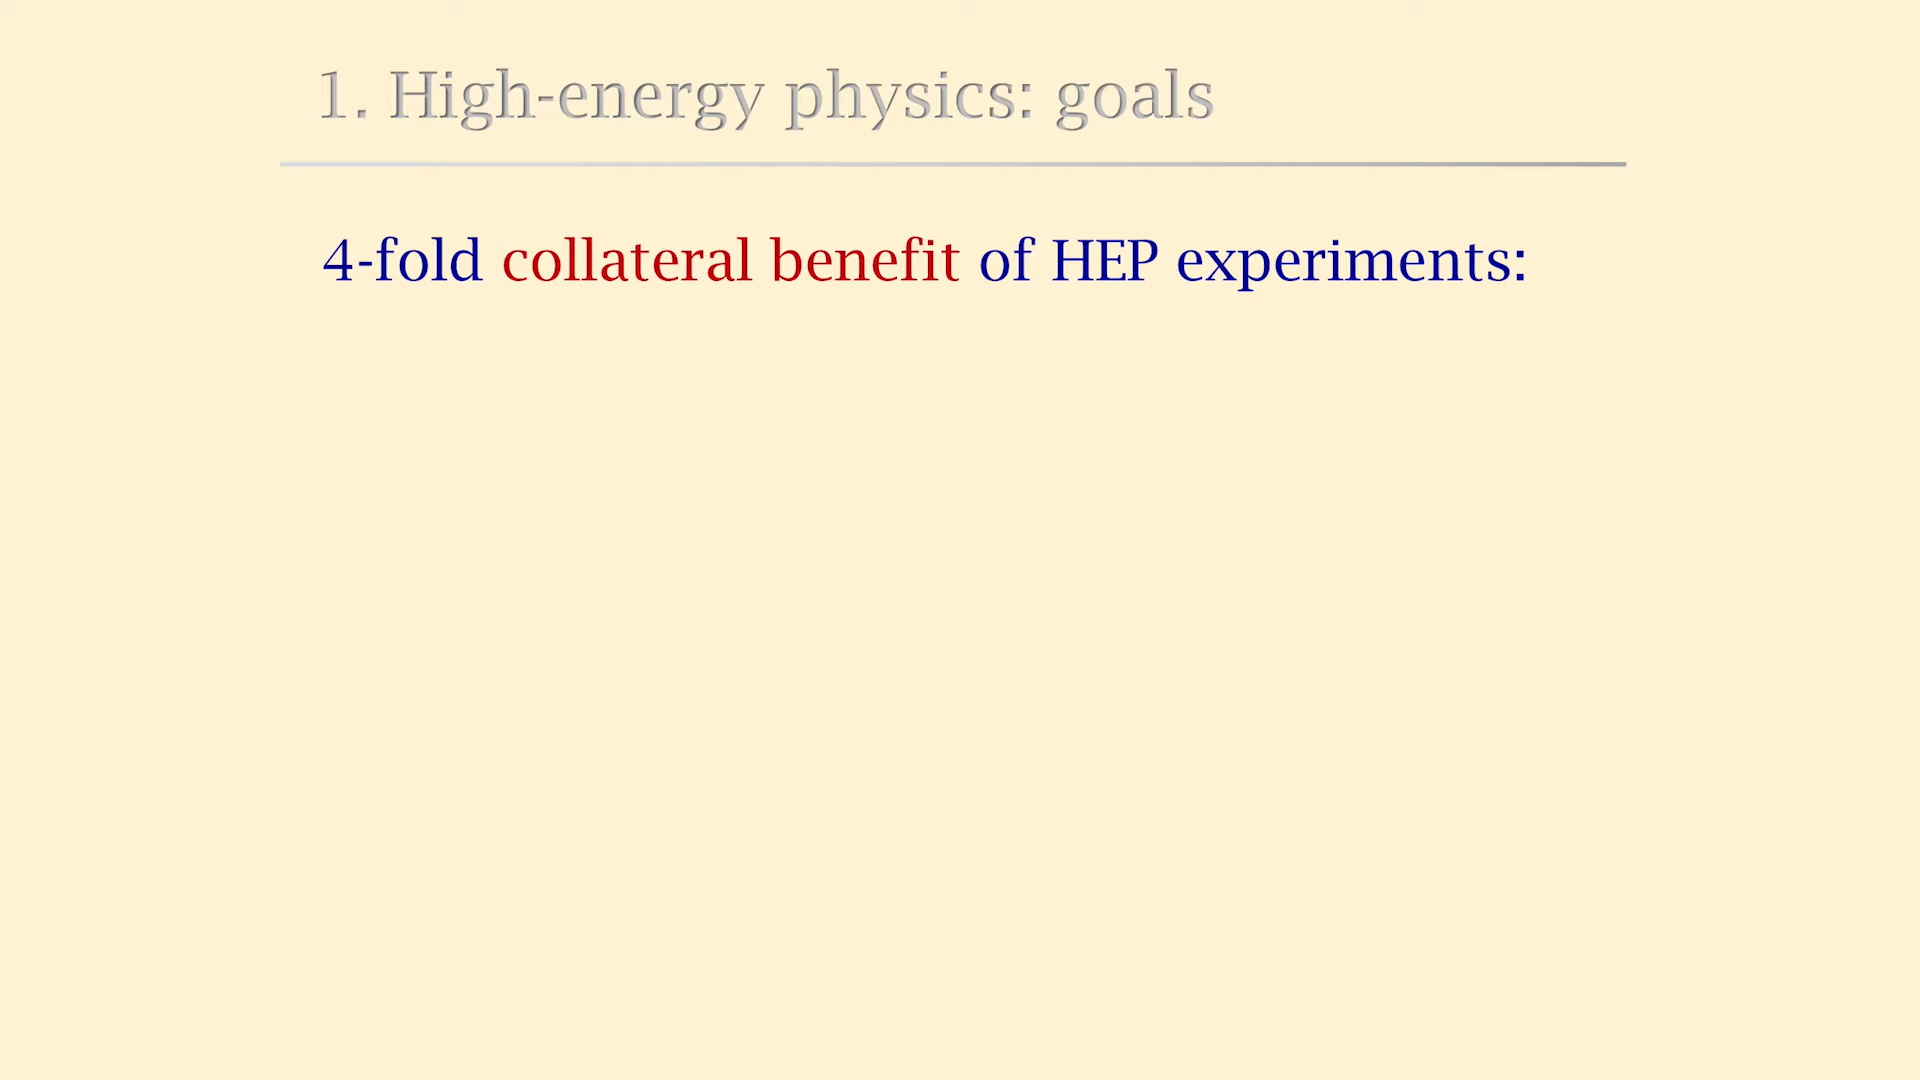 1. High-energy physics: goals
4-fold collateral benefit of HEP experiments: